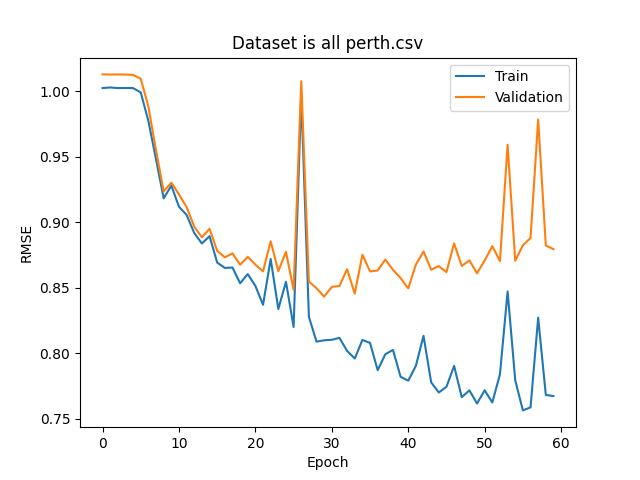 Dataset is all perth.csv
Train
Validation
1.00
0.95
0.90
0.85
0.80
0.75
RMSE
0 10 20 30 40 50 60
Epoch